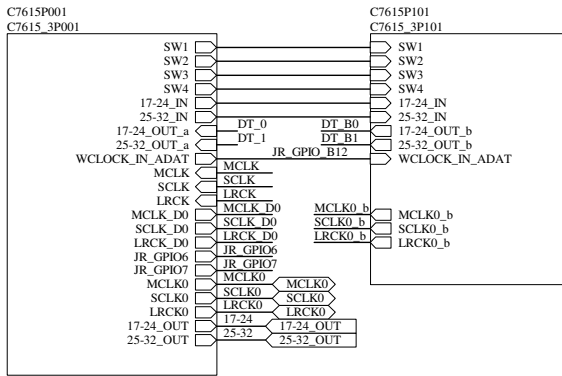 C7615P001 C7615P101
C7615_3P001 C7615_3P101
SW1 SW1
SW2 SW2
SW3 SW3
SW4 SW4
17-24_IN 17-24_IN
25-32_IN 25-32_IN
17-24_OUT_a DT_0 DT_B0 17-24_OUT_b
25-32_OUT_a DT_1 DT_B1 25-32_OUT_b
WCLOCK_IN_ADAT JR_GPIO_B12 WCLOCK_IN_ADAT
MCLK MCLK
SCLK SCLK
LRCK LRCK
MCLK_D0 MCLK_D0 MCLK0_b MCLK0_b
SCLK_D0 SCLK_D0 SCLK0_b SCLK0_b
LRCK_D0 LRCK_D0 LRCK0_b LRCK0_b
JR_GPIO6 JR_GPIO6
JR_GPIO7 JR_GPIO7
MCLK0 MCLK0 MCLK0
SCLK0 SCLK0 SCLK0
LRCK0 LRCK0 LRCK0
17-24_OUT 17-24 17-24_OUT
25-32_OUT 25-32 25-32_OUT